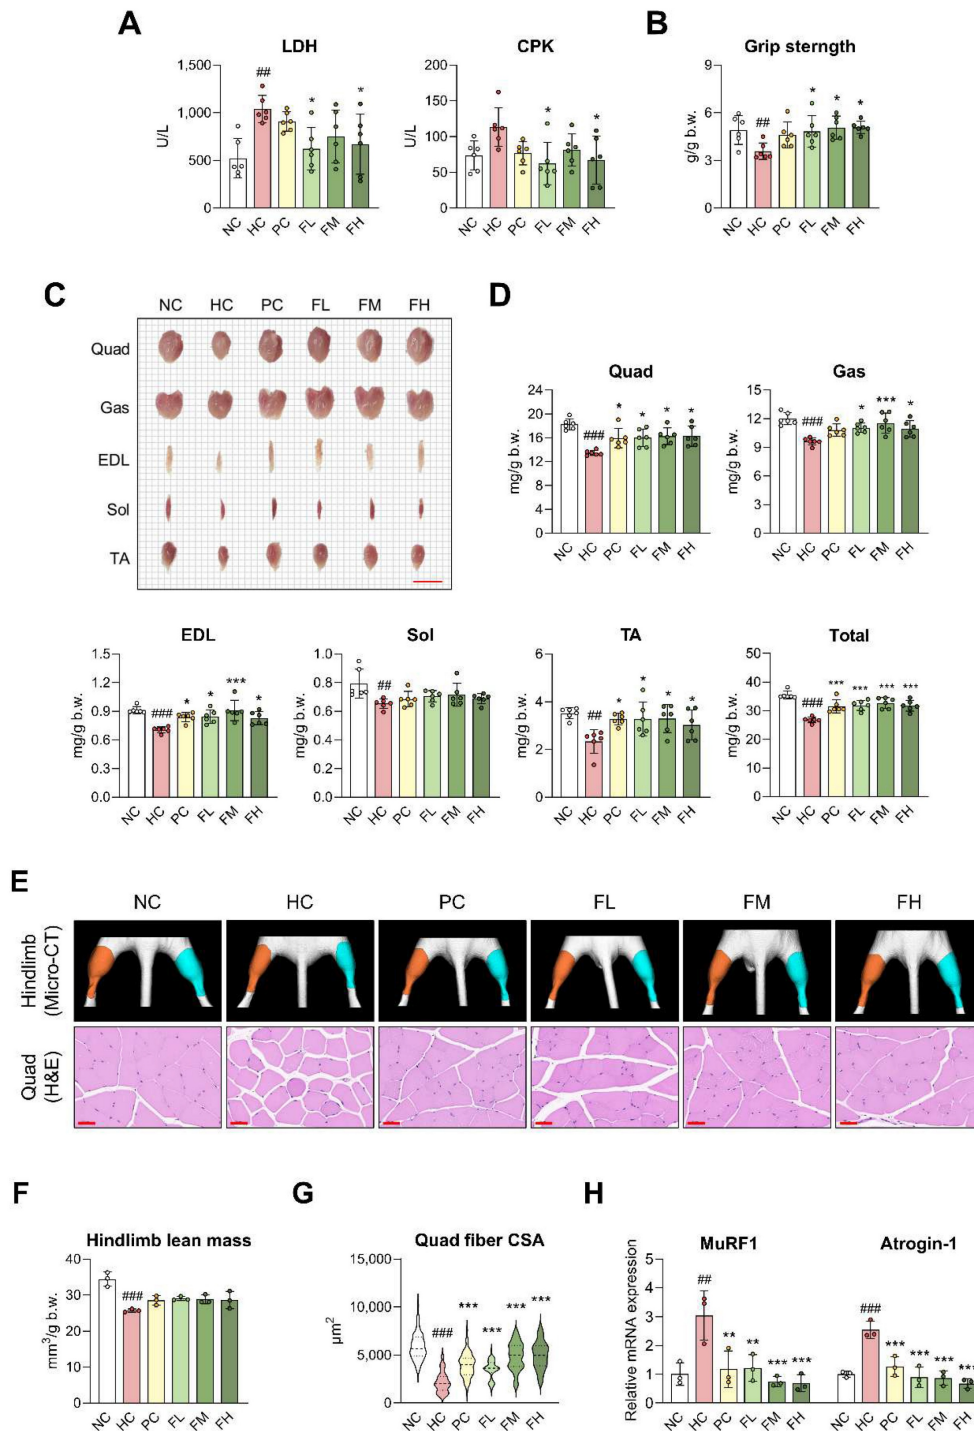 A
LDH
U/L
1,500
1,000
500
0
##
*
*
NC HC PC FL FM FH
CPK
U/L
200
150
100
50
0
*
*
NC HC PC FL FM FH
B
Grip sterngth
g/g b.w.
9
6
3
0
##
*
*
*
NC HC PC FL FM FH
C
NC HC PC FL FM FH
Quad
Gas
EDL
Sol
TA
D
Quad
mg/g b.w.
24
20
16
12
8
4
0
###
*
*
*
*
NC HC PC FL FM FH
Gas
mg/g b.w.
15
12
9
6
3
0
###
*
***
*
NC HC PC FL FM FH
EDL
mg/g b.w.
1.5
1.2
0.9
0.6
0.3
0.0
###
*
*
***
*
NC HC PC FL FM FH
Sol
mg/g b.w.
1.0
0.8
0.6
0.4
0.2
0.0
##
NC HC PC FL FM FH
TA
mg/g b.w.
6
4
2
0
##
*
*
*
*
NC HC PC FL FM FH
Total
mg/g b.w.
50
40
30
20
10
0
###
***
***
***
***
NC HC PC FL FM FH
E
NC HC PC FL FM FH
Hindlimb
(Micro-CT)
Quad
(H&E)
F
Hindlimb lean mass
mm³/g b.w.
40
30
20
10
0
###
NC HC PC FL FM FH
G
Quad fiber CSA
µm²
15,000
10,000
5,000
0
###
***
***
***
***
NC HC PC FL FM FH
H
Relative mRNA expression
5
4
3
2
1
0
MuRF1
##
**
**
***
***
NC HC PC FL FM FH
Atrogin-1
###
***
***
***
***
NC HC PC FL FM FH